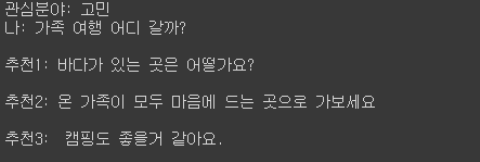 관심분야: 고민
나: 가족 여행 어디 갈까?
추천1: 바다가 있는 곳은 어떨가요?
추천2: 온 가족이 모두 마음에 드는 곳으로 가보세요
추천3: 캠핑도 좋을거 같아요.